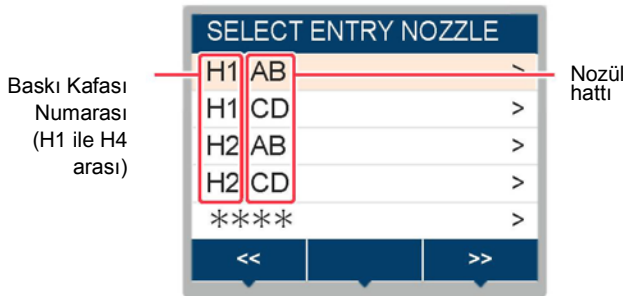 SELECT ENTRY NOZZLE
Baskı Kafası
Numarası
(H1 ile H4
arası)
H1 AB >
H1 CD >
H2 AB >
H2 CD >
**** >
<< >>
Nozül
hattı